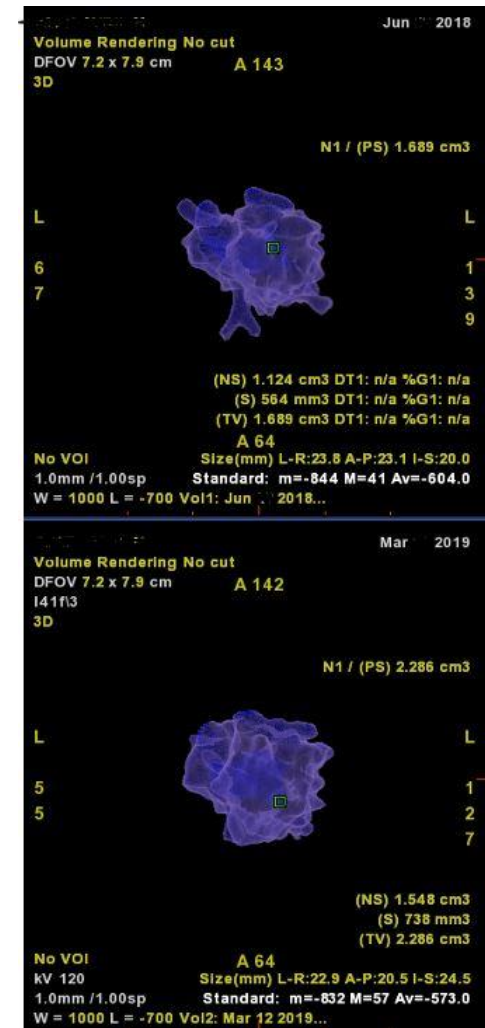 Jun 2018
Volume Rendering No cut
DFOV 7.2 x 7.9 cm
A 143
3D
N1 / (PS) 1.689 cm3
L
L
6
7
1
3
9
(NS) 1.124 cm3 DT1: n/a %G1: n/a
(S) 564 mm3 DT1: n/a %G1: n/a
(TV) 1.689 cm3 DT1: n/a %G1: n/a
A 64
No VOI
Size(mm) L-R:23.8 A-P:23.1 I-S:20.0
1.0mm /1.00sp
Standard: m=-844 M=41 Av=-604.0
W = 1000 L = -700 Vol1: Jun 2018...
Mar 2019
Volume Rendering No cut
DFOV 7.2 x 7.9 cm
A 142
I41f\3
3D
N1 / (PS) 2.286 cm3
L
L
5
5
1
2
7
(NS) 1.548 cm3
(S) 738 mm3
(TV) 2.286 cm3
No VOI
A 64
kV 120
Size(mm) L-R:22.9 A-P:20.5 I-S:24.5
1.0mm /1.00sp
Standard: m=-832 M=57 Av=-573.0
W = 1000 L = -700 Vol2: Mar 12 2019...